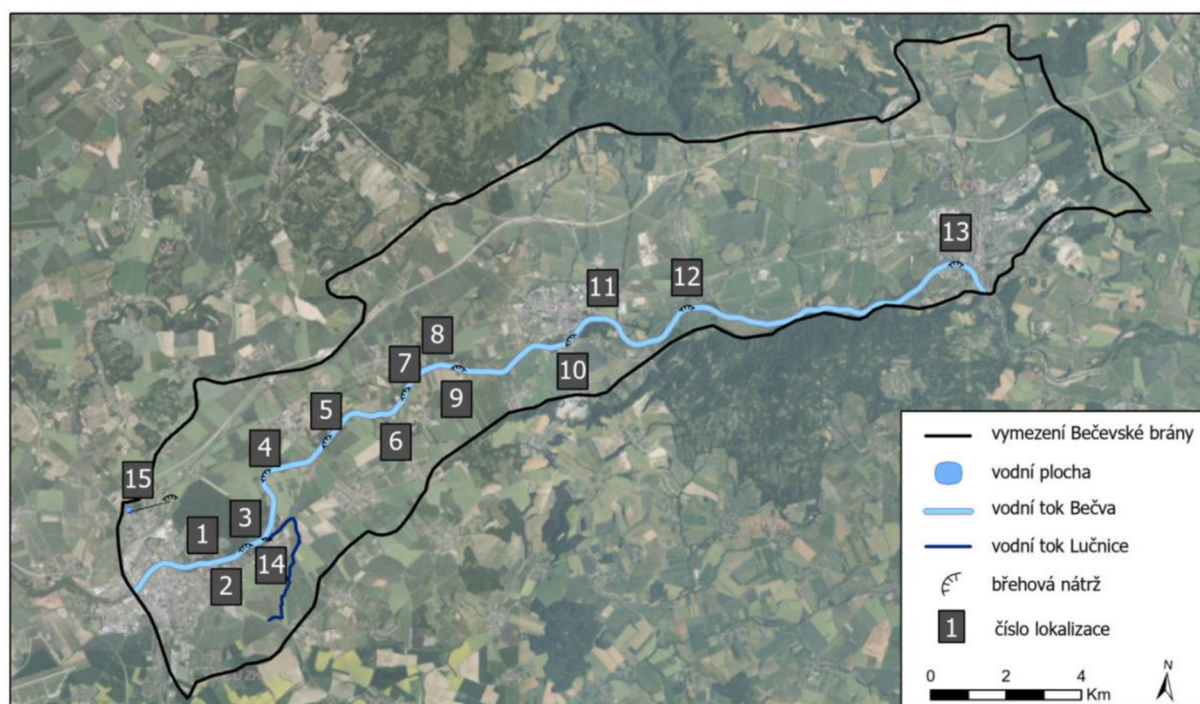 13
12
11
8
7
10
9
5
6
4
15
3
1
14
2
vymezení Bečevské brány
vodní plocha
vodní tok Bečva
vodní tok Lučnice
břehová nátrž
1 číslo lokalizace
N
0 2 4
Km